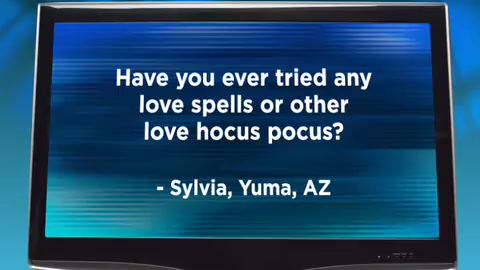 Have you ever tried any
love spells or other
love hocus pocus?
- Sylvia, Yuma, AZ